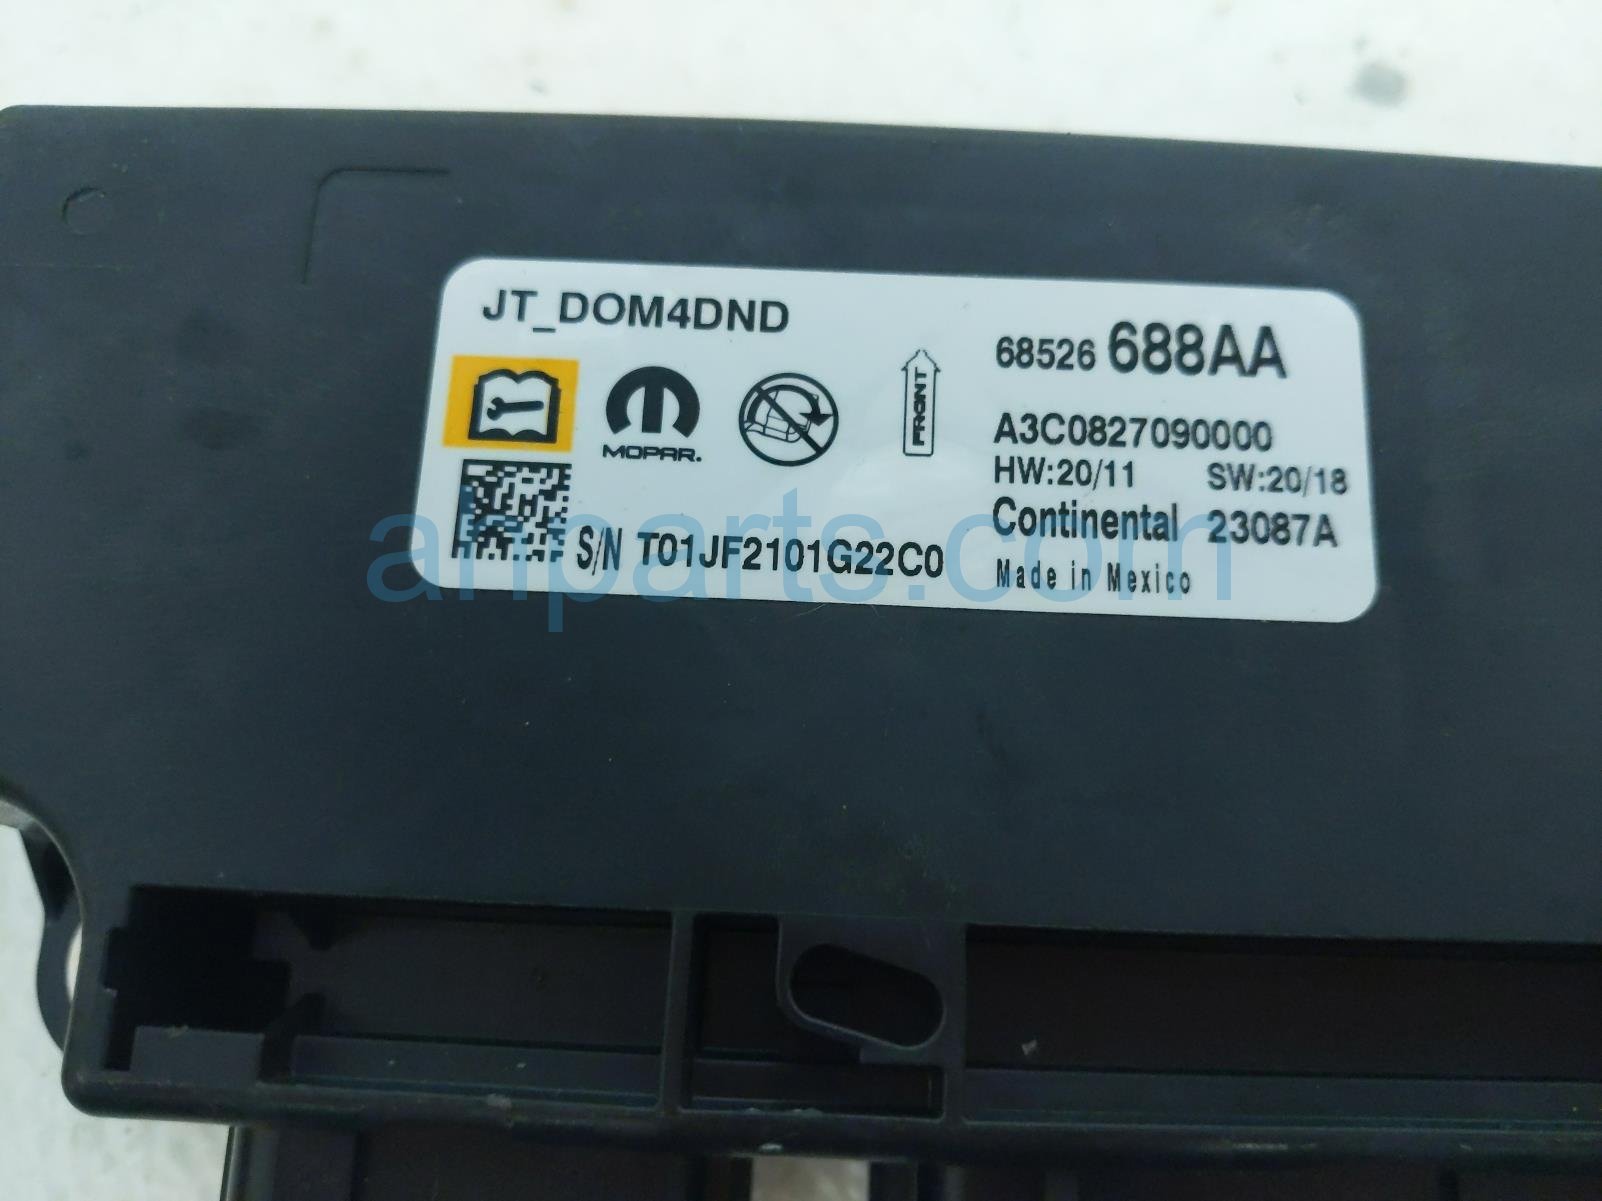 JT_DOM4DND
68526 688AA
MOPAR.
FRONT
A3C0827090000
HW:20/11 SW:20/18
Continental 23087A
S/N T01JF2101G22C0
Made in Mexico
ahparts.com